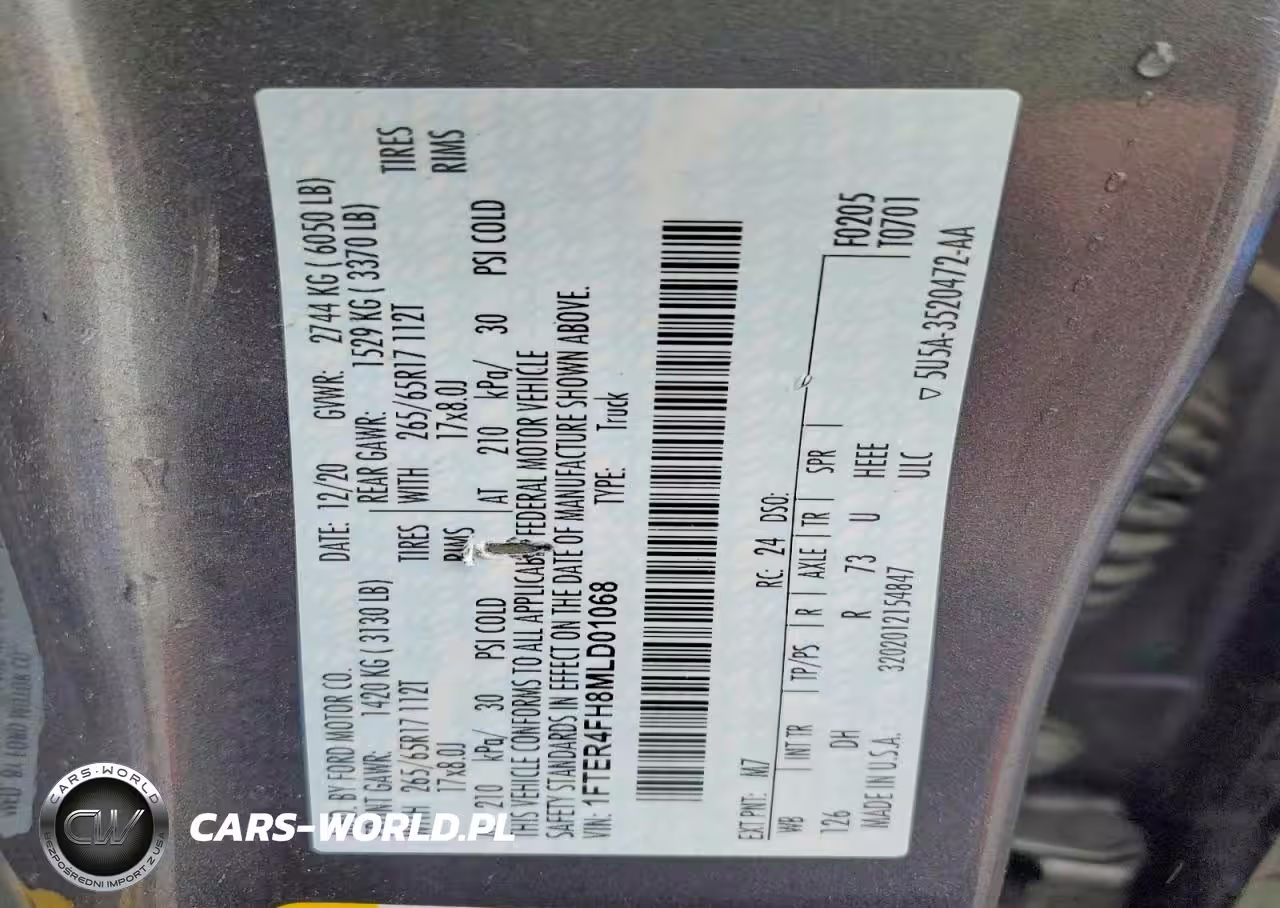 . BY FORD MOTOR CO.
DATE: 12/20 GVWR: 2744 KG ( 6050 LB)
NT GAWR: 1420 KG ( 3130 LB)
REAR GAWR: 1529 KG ( 3370 LB)
265/65R17 112T TIRES
WITH 265/65R17 112T TIRES
17x8.0J RIMS
17x8.0J RIMS
210 kPa/ 30 PSI COLD
AT 210 kPa/ 30 PSI COLD
THIS VEHICLE CONFORMS TO ALL APPLICABLE FEDERAL MOTOR VEHICLE
SAFETY STANDARDS IN EFFECT ON THE DATE OF MANUFACTURE SHOWN ABOVE.
VIN: 1FTER4FH8MLD01068 TYPE: Truck
EXT PNT: M7 RC: 24 DSO:
WB INT TR TP/PS R AXLE TR SPR F0205
126 DH R 73 U HEEE T0701
MADE IN U.S.A. 3202012154847 ULC
▽ 5U5A-3520472-AA
CARS-WORLD
CW
BEZPOŚREDNI IMPORT Z USA
CARS-WORLD.PL